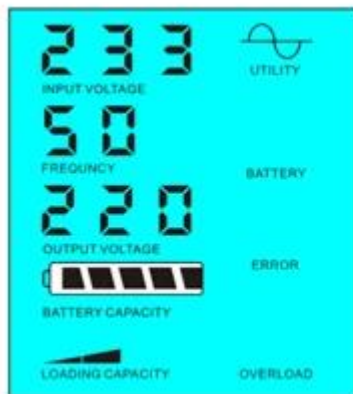 233
UTILITY
INPUT VOLTAGE
50
FREQUNCY
BATTERY
220
OUTPUT VOLTAGE
ERROR
BATTERY CAPACITY
LOADING CAPACITY
OVERLOAD